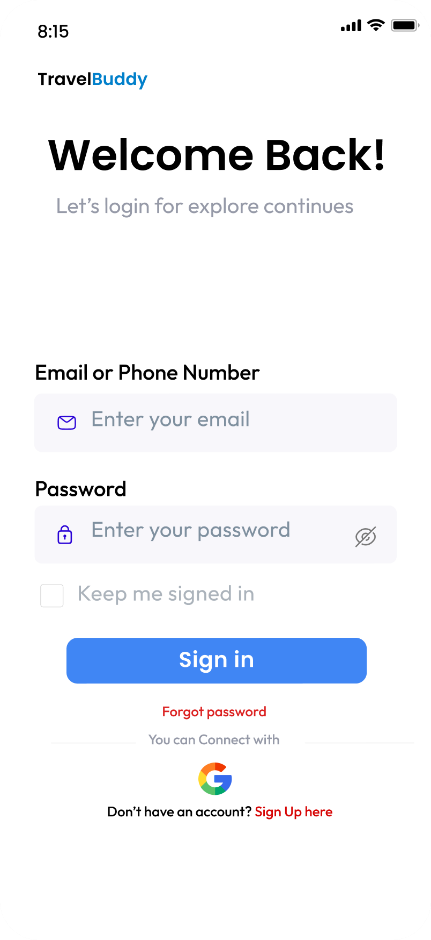 8:15
TravelBuddy
Welcome Back!
Let's login for explore continues
Email or Phone Number
Enter your email
Password
Enter your password
Keep me signed in
Sign in
Forgot password
You can Connect with
Don't have an account? Sign Up here